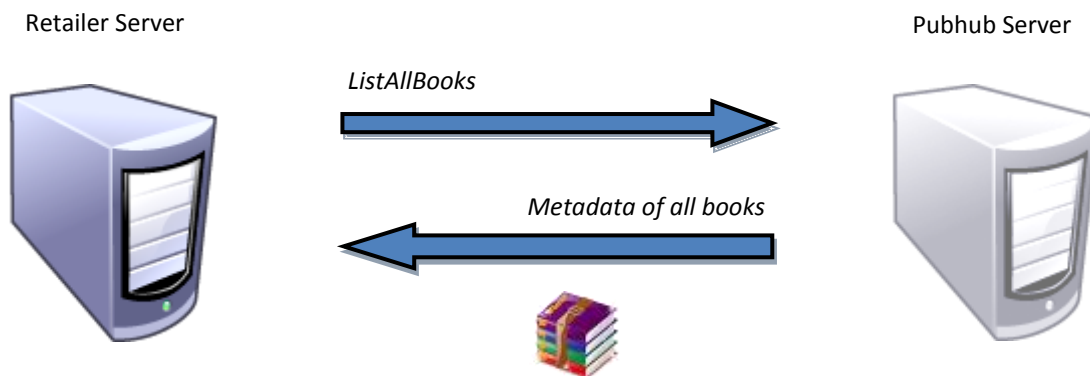 Retailer Server
Pubhub Server
ListAllBooks
Metadata of all books